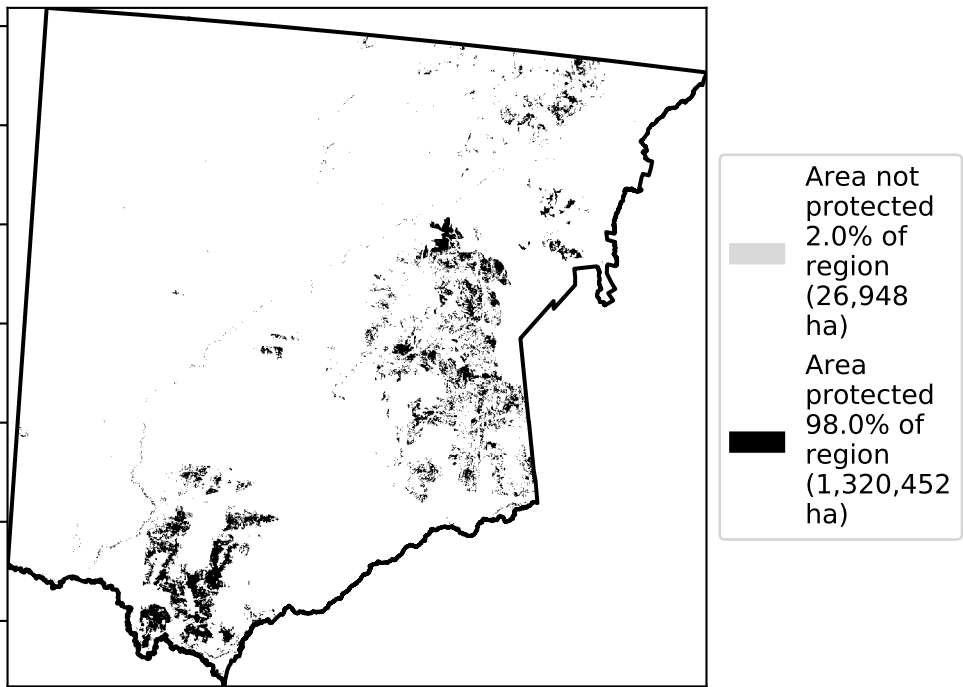 Area not
protected
2.0% of
region
(26,948
ha)
Area
protected
98.0% of
region
(1,320,452
ha)